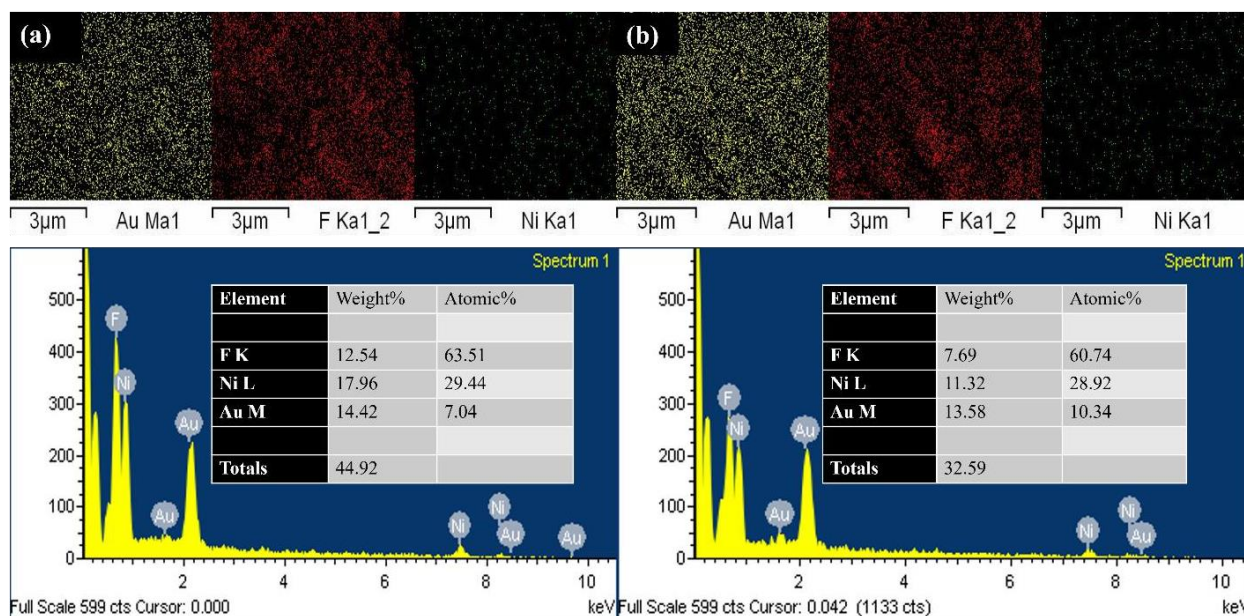 (a)
(b)
3µm Au Ma1 3µm F Ka1_2 3µm Ni Ka1
3µm Au Ma1 3µm F Ka1_2 3µm Ni Ka1
Spectrum 1
Element Weight% Atomic%
F K 12.54 63.51
Ni L 17.96 29.44
Au M 14.42 7.04
Totals 44.92
500
400
300
200
100
0
F
Ni
Au
Au
Ni
Ni
Au
Au
2 4 6 8 10
Full Scale 599 cts Cursor: 0.000 keV
Spectrum 1
Element Weight% Atomic%
F K 7.69 60.74
Ni L 11.32 28.92
Au M 13.58 10.34
Totals 32.59
500
400
300
200
100
0
F
Ni
Au
Au
Ni
Ni
Au
2 4 6 8 10
Full Scale 599 cts Cursor: 0.042 (1133 cts) keV